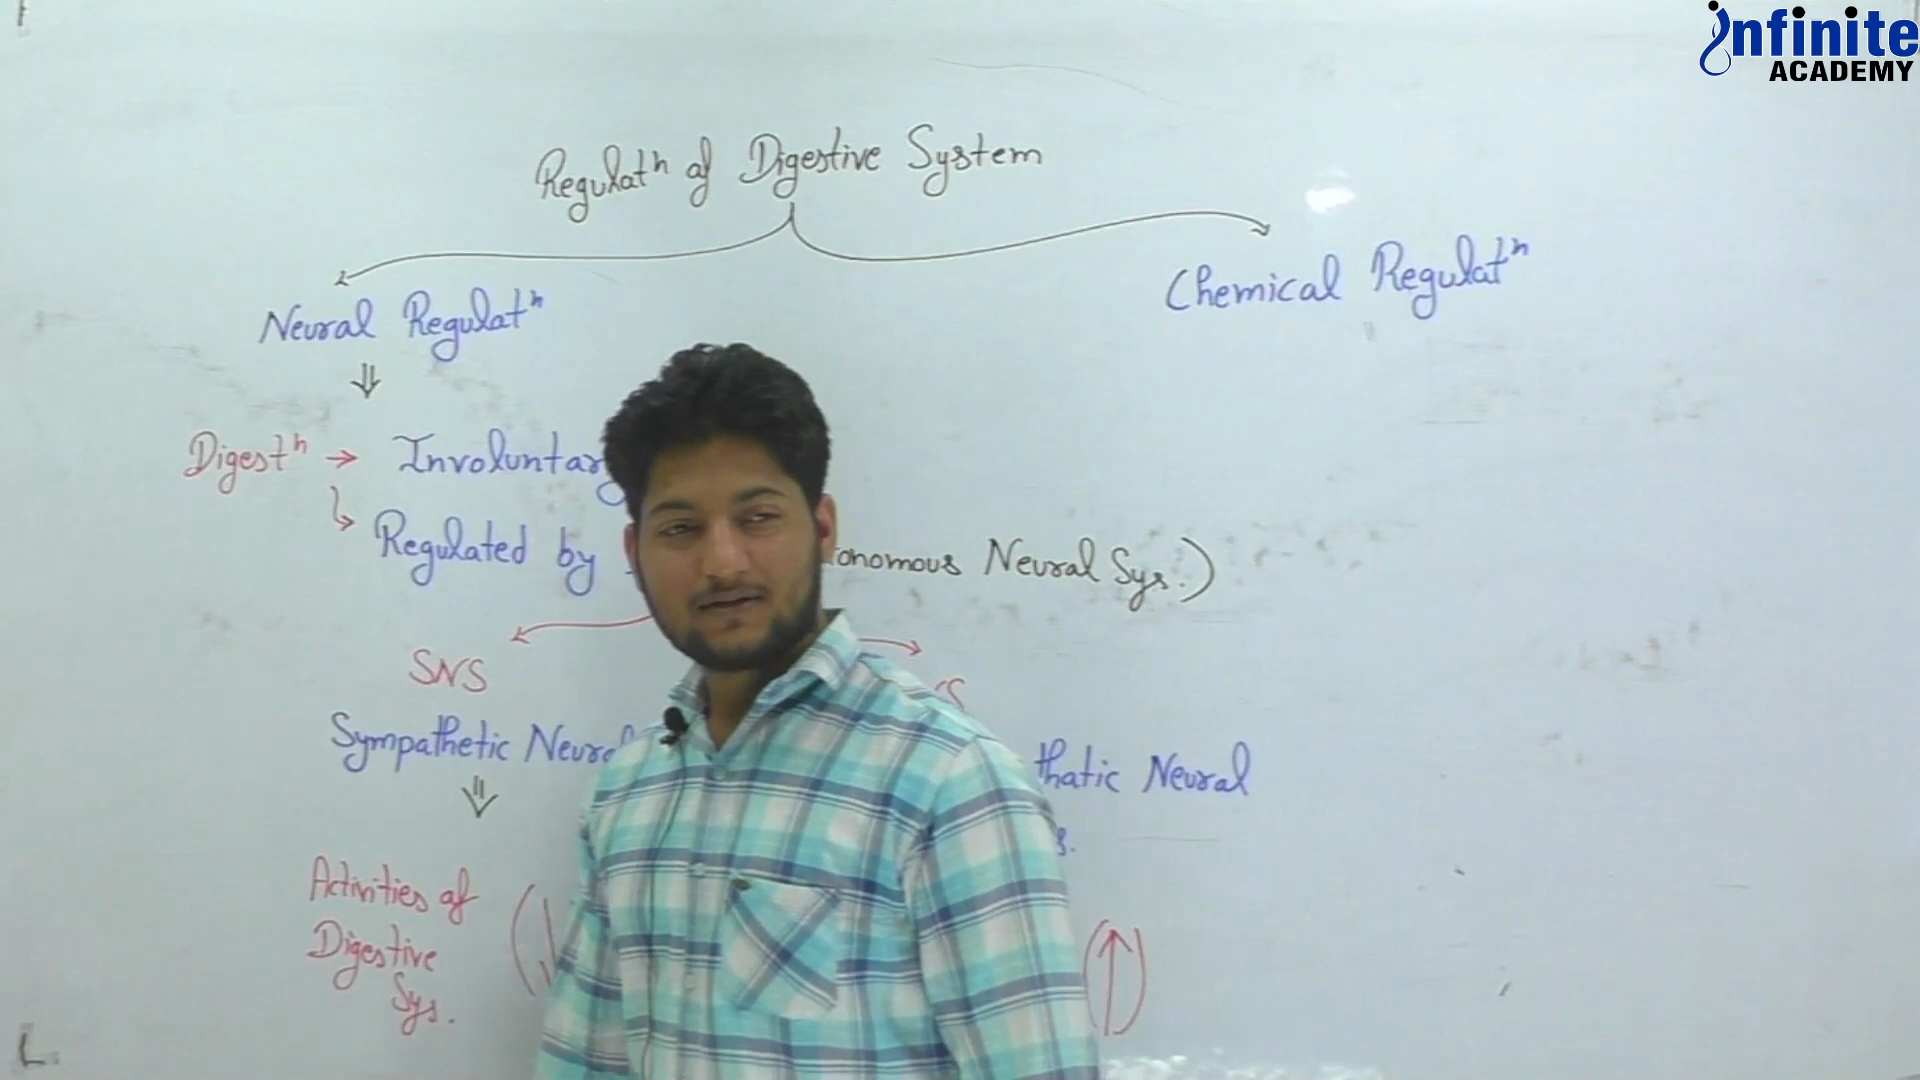 infinite
ACADEMY
Regulatⁿ of Digestive System
Neural Regulatⁿ
Chemical Regulatⁿ
⇓
Digestⁿ → Involuntary
↳ Regulated by onomous Neural Sys.)
SNS
Sympathetic Neural thatic Neural
⇓ s.
Activities of
Digestive (↓ (↑)
Sys.